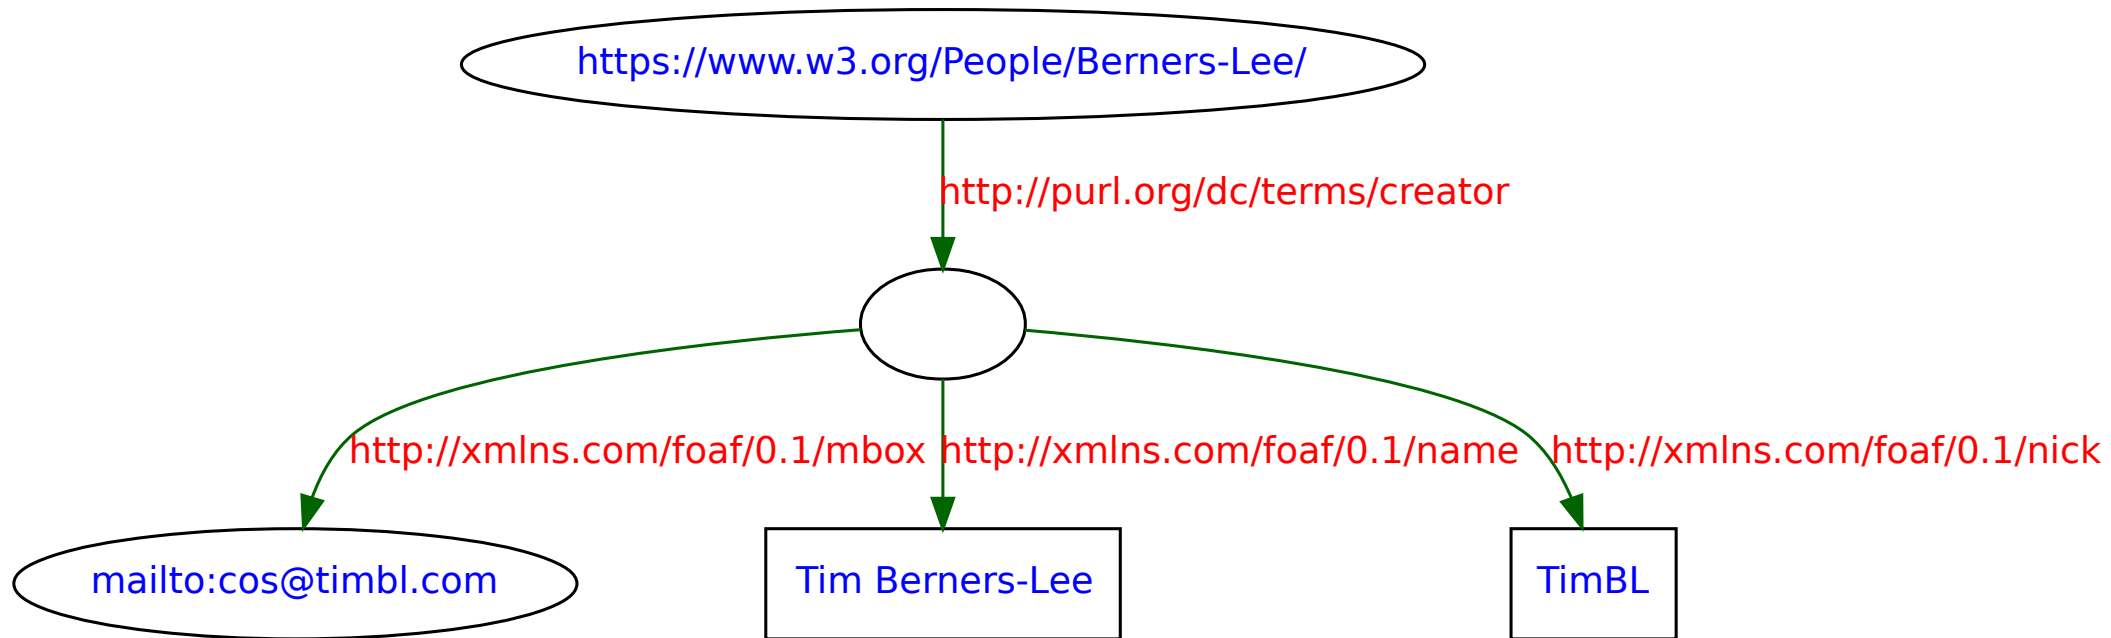 https://www.w3.org/People/Berners-Lee/
http://purl.org/dc/terms/creator
http://xmlns.com/foaf/0.1/mbox
http://xmlns.com/foaf/0.1/name
http://xmlns.com/foaf/0.1/nick
mailto:cos@timbl.com
Tim Berners-Lee
TimBL